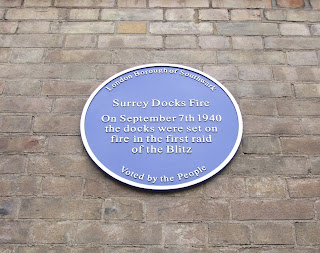 London Borough of Southwark
Surrey Docks Fire
On September 7th 1940
the docks were set on
fire in the first raid
of the Blitz
Voted by the People